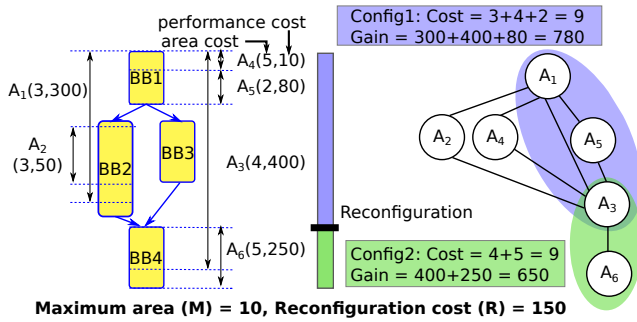 performance cost
area cost
Config1: Cost = 3+4+2 = 9
Gain = 300+400+80 = 780
A4(5,10)
A5(2,80)
BB1
A1(3,300)
A2
(3,50)
BB2
BB3
A3(4,400)
BB4
A6(5,250)
Reconfiguration
Config2: Cost = 4+5 = 9
Gain = 400+250 = 650
A1
A2
A4
A5
A3
A6
Maximum area (M) = 10, Reconfiguration cost (R) = 150